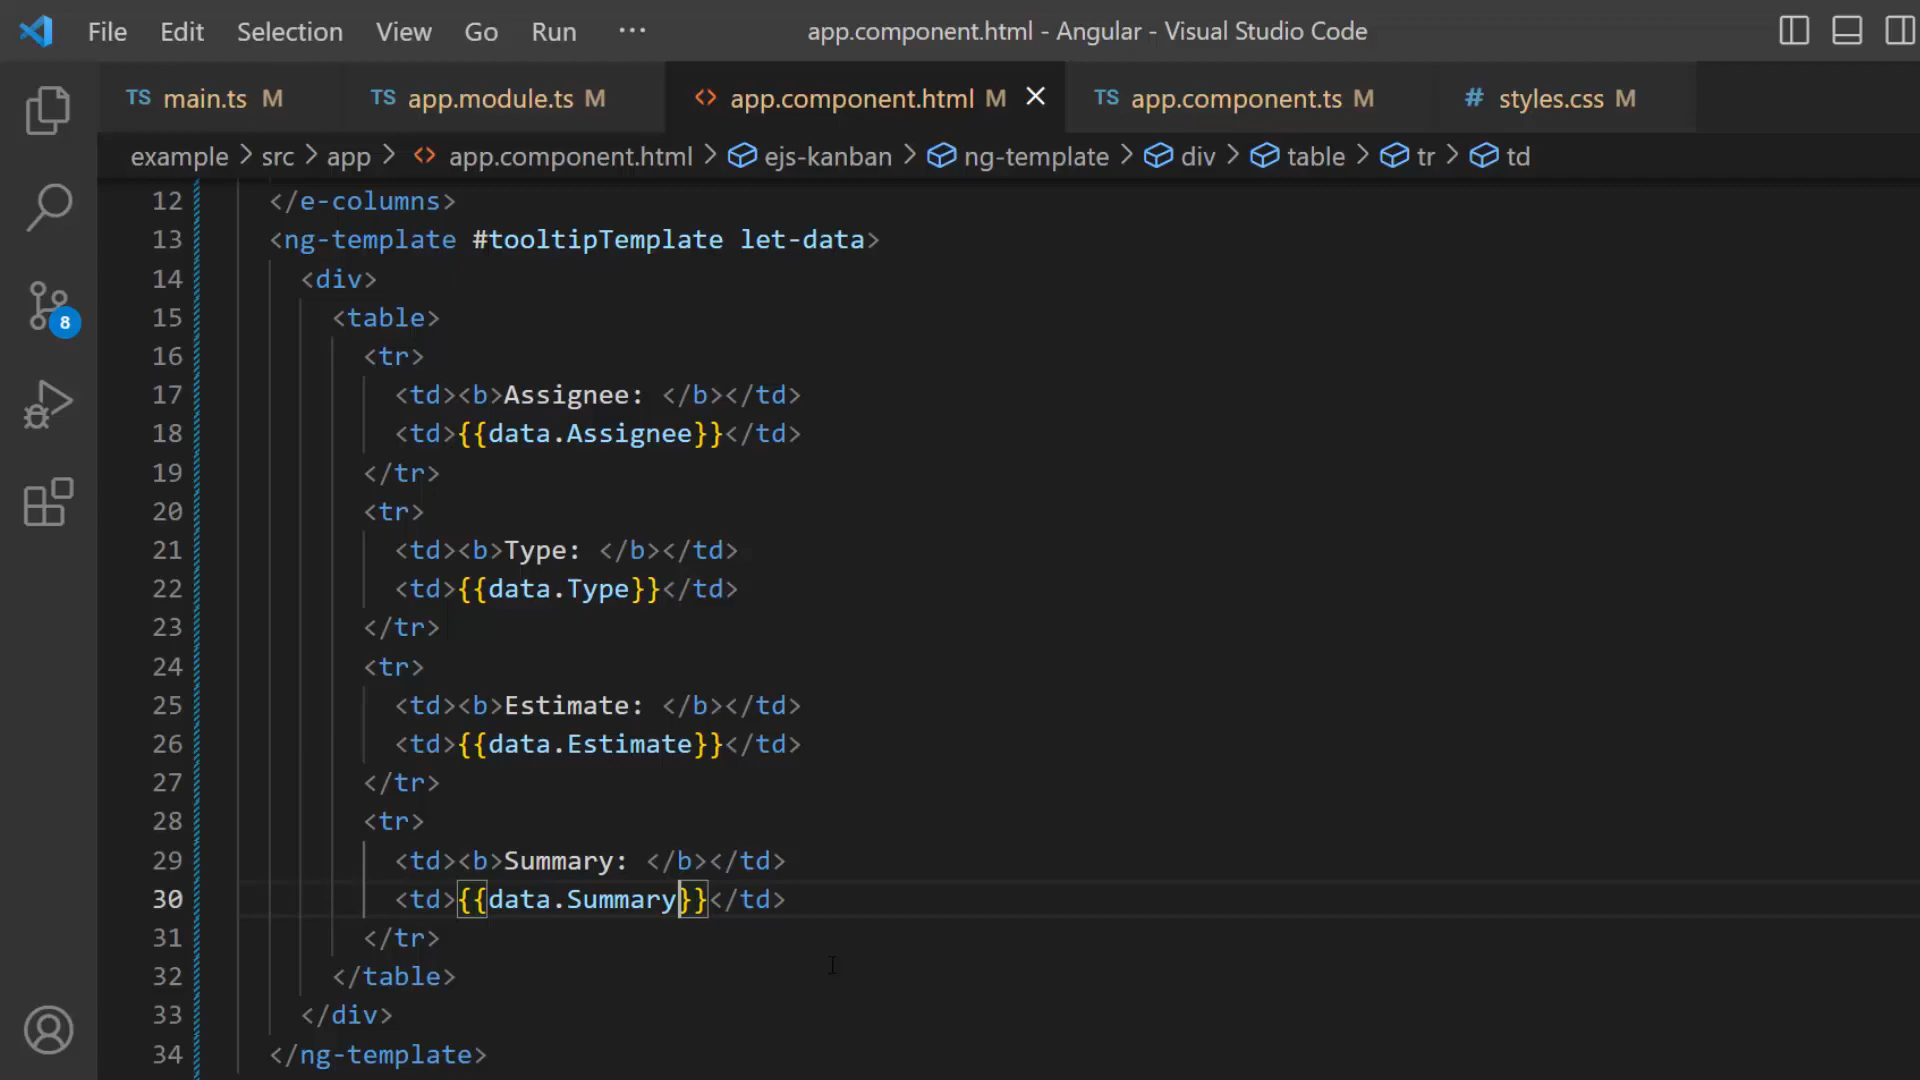 File Edit Selection View Go Run ... app.component.html - Angular - Visual Studio Code
TS main.ts M TS app.module.ts M <> app.component.html M TS app.component.ts M # styles.css M
example > src > app > <> app.component.html > ejs-kanban > ng-template > div > table > tr > td
12 </e-columns>
13 <ng-template #tooltipTemplate let-data>
14 <div>
15 <table>
16 <tr>
17 <td><b>Assignee: </b></td>
18 <td>{{data.Assignee}}</td>
19 </tr>
20 <tr>
21 <td><b>Type: </b></td>
22 <td>{{data.Type}}</td>
23 </tr>
24 <tr>
25 <td><b>Estimate: </b></td>
26 <td>{{data.Estimate}}</td>
27 </tr>
28 <tr>
29 <td><b>Summary: </b></td>
30 <td>{{data.Summary}}</td>
31 </tr>
32 </table>
33 </div>
34 </ng-template>
8